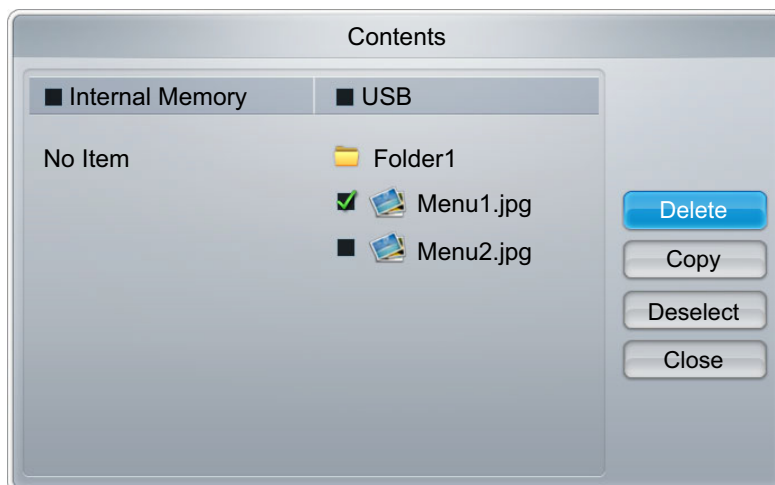 Contents
Internal Memory
USB
No Item
Folder1
Menu1.jpg
Menu2.jpg
Delete
Copy
Deselect
Close